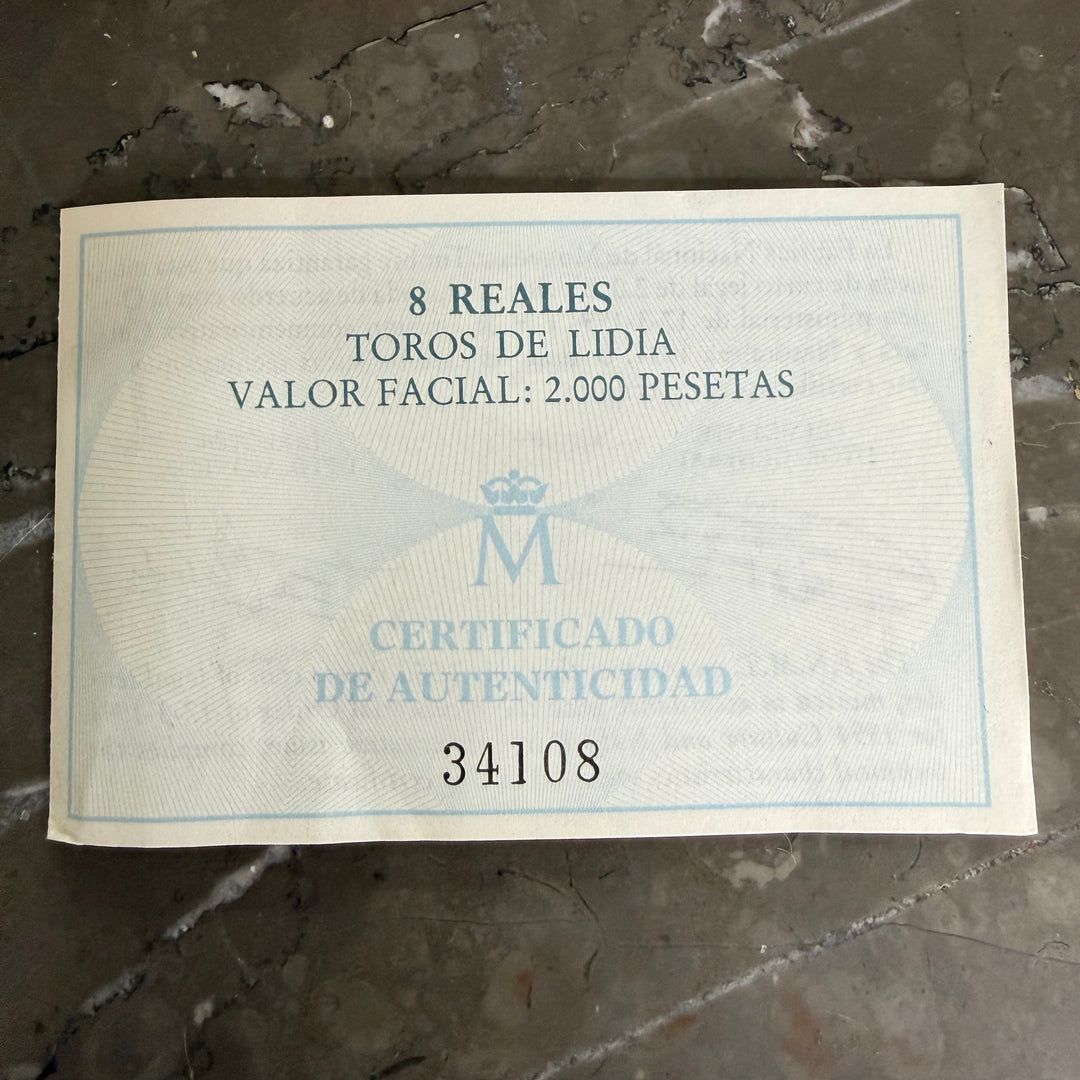 8 REALES
TOROS DE LIDIA
VALOR FACIAL: 2.000 PESETAS
M
CERTIFICADO
DE AUTENTICIDAD
34108